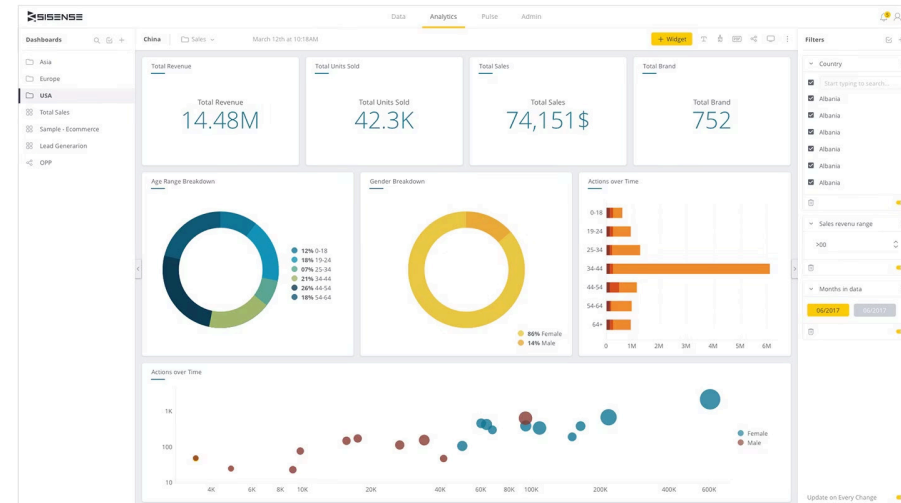 SISENSE
Data Analytics Pulse Admin
5
Dashboards
China Sales March 12th at 10:18AM + Widget
Filters
Asia
Europe
USA
Total Sales
Sample - Ecommerce
Lead Generarion
OPP
Total Revenue
Total Revenue
14.48M
Total Units Sold
Total Units Sold
42.3K
Total Sales
Total Sales
74,151$
Total Brand
Total Brand
752
Age Range Breakdown
12% 0-18
18% 19-24
07% 25-34
21% 34-44
26% 44-54
18% 54-64
Gender Breakdown
86% Female
14% Male
Actions over Time
0-18
19-24
25-34
34-44
44-54
54-64
64+
0 1M 2M 3M 4M 5M 6M
Actions over Time
1K
100
10
4K 6K 8K 10K 20K 40K 60K 80K 100K 200K 400K 600K
Female
Male
Country
Start typing to search...
Albania
Albania
Albania
Albania
Albania
Albania
Sales revenu range
>00
Months in data
06/2017 06/2017
Update on Every Change